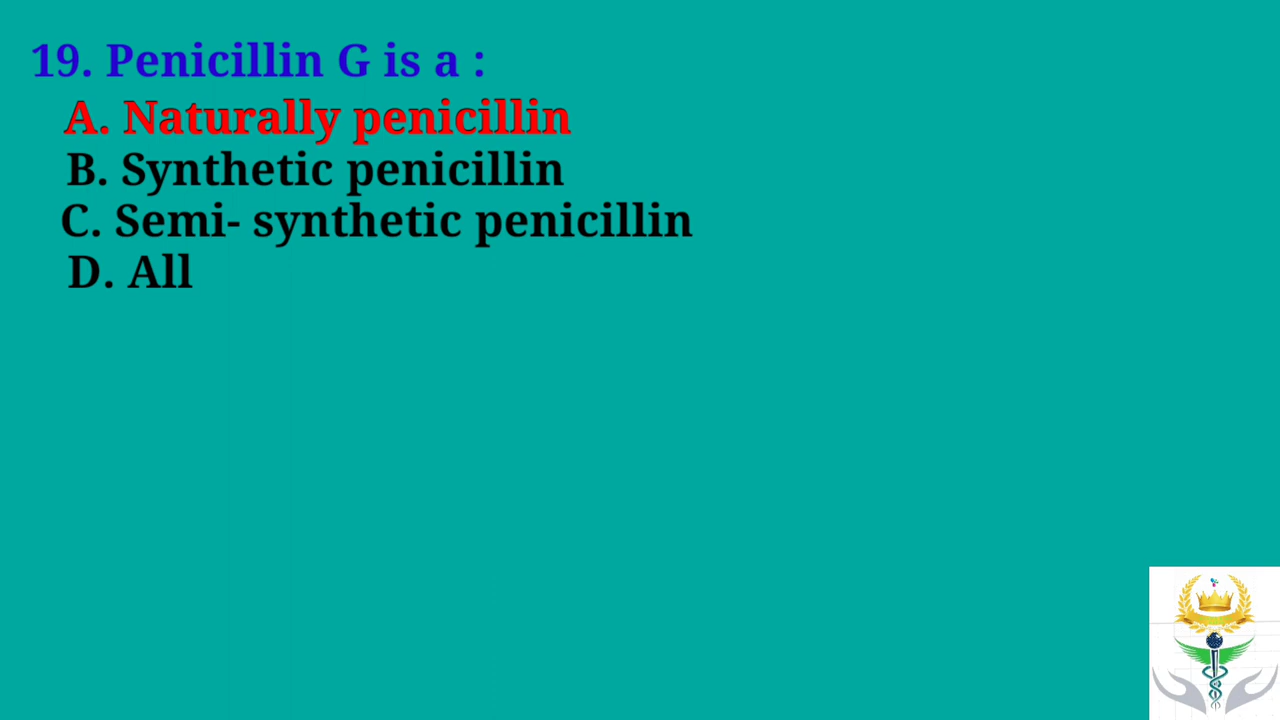 19. Penicillin G is a :
A. Naturally penicillin
B. Synthetic penicillin
C. Semi- synthetic penicillin
D. All